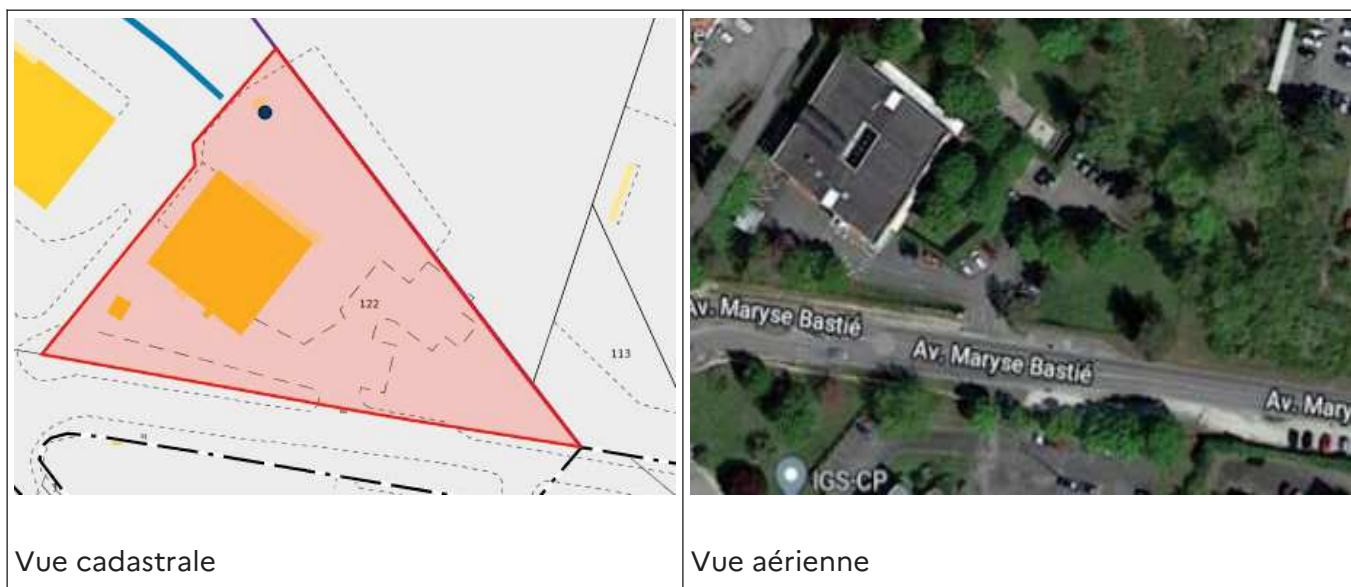 122
113
Av. Maryse Bastié
Av. Maryse Bastié
Av. Mary
IGS-CP
Vue cadastrale
Vue aérienne